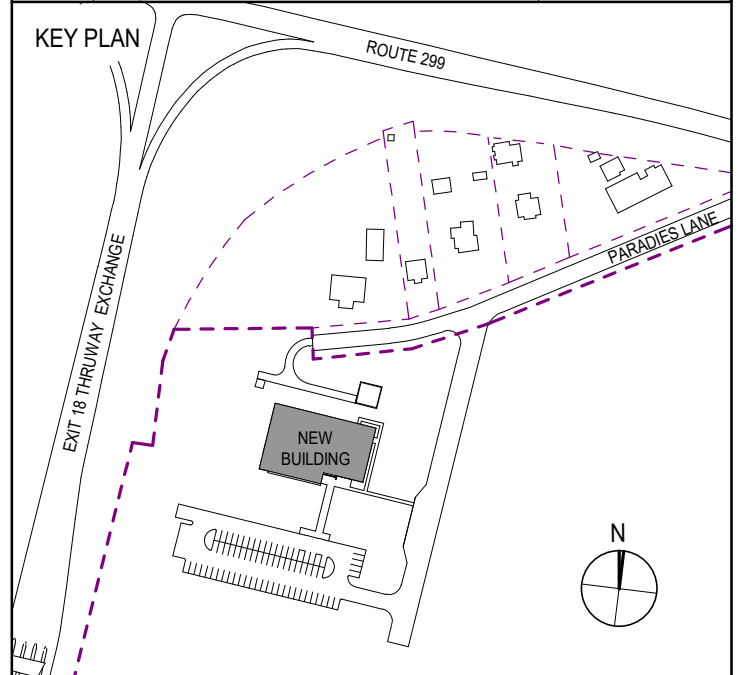 KEY PLAN
ROUTE 299
PARADIES LANE
EXIT 18 THRUWAY EXCHANGE
NEW
BUILDING
N